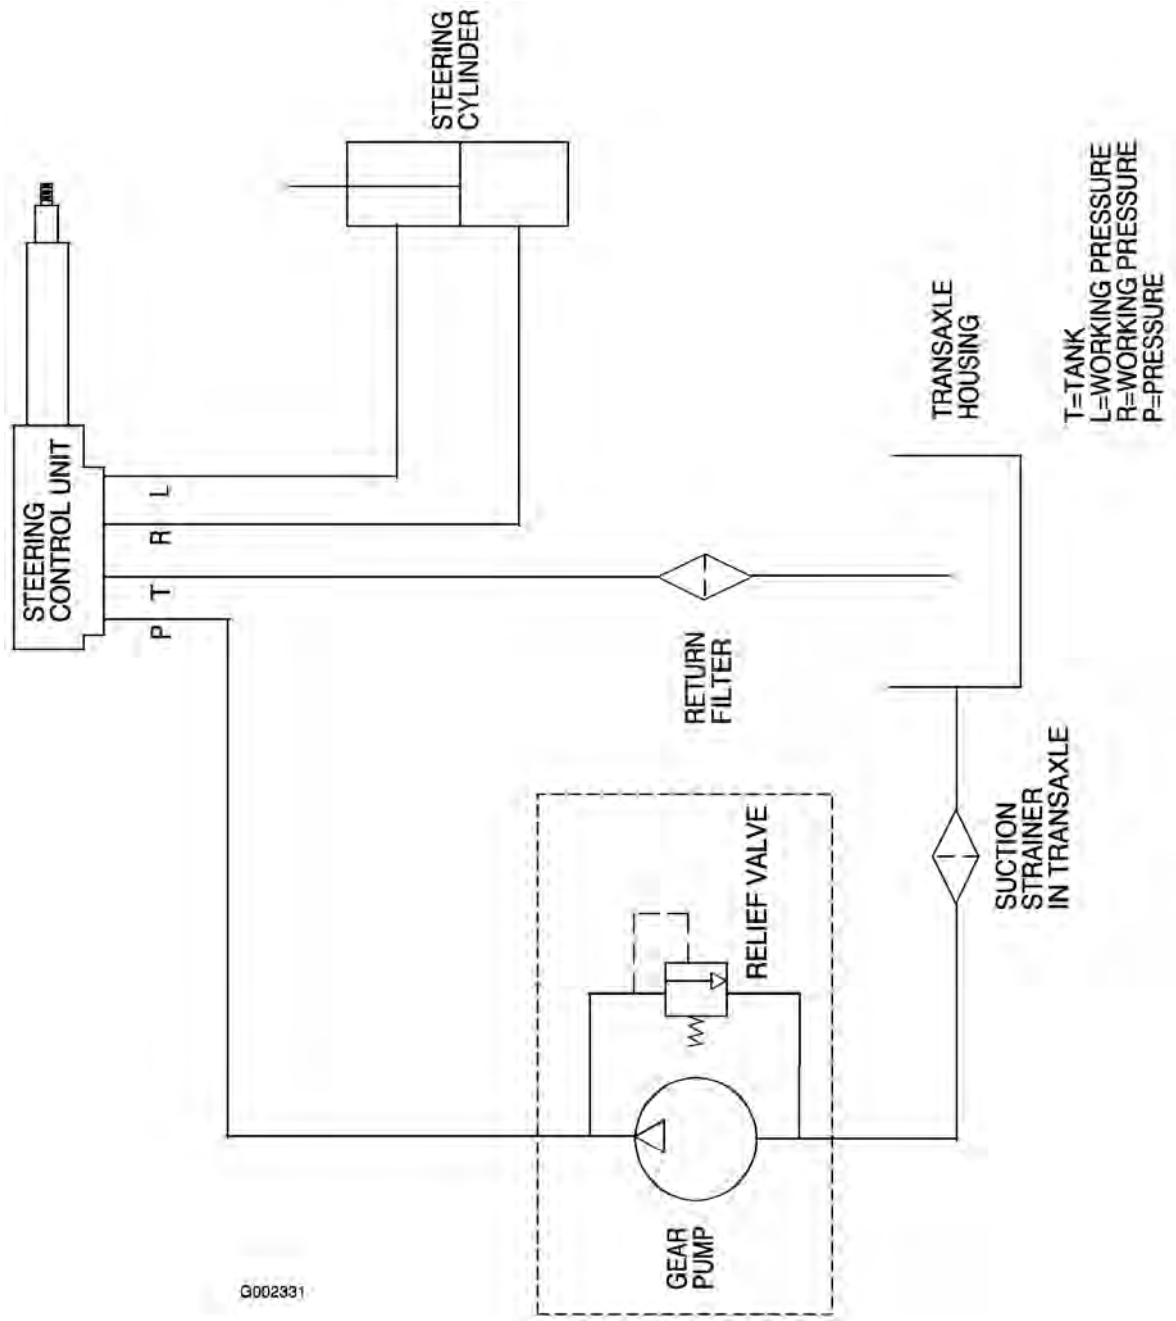 STEERING
CONTROL UNIT
P T R L
STEERING
CYLINDER
RETURN
FILTER
TRANSAXLE
HOUSING
GEAR
PUMP
RELIEF VALVE
SUCTION
STRAINER
IN TRANSAXLE
T=TANK
L=WORKING PRESSURE
R=WORKING PRESSURE
P=PRESSURE
G002331